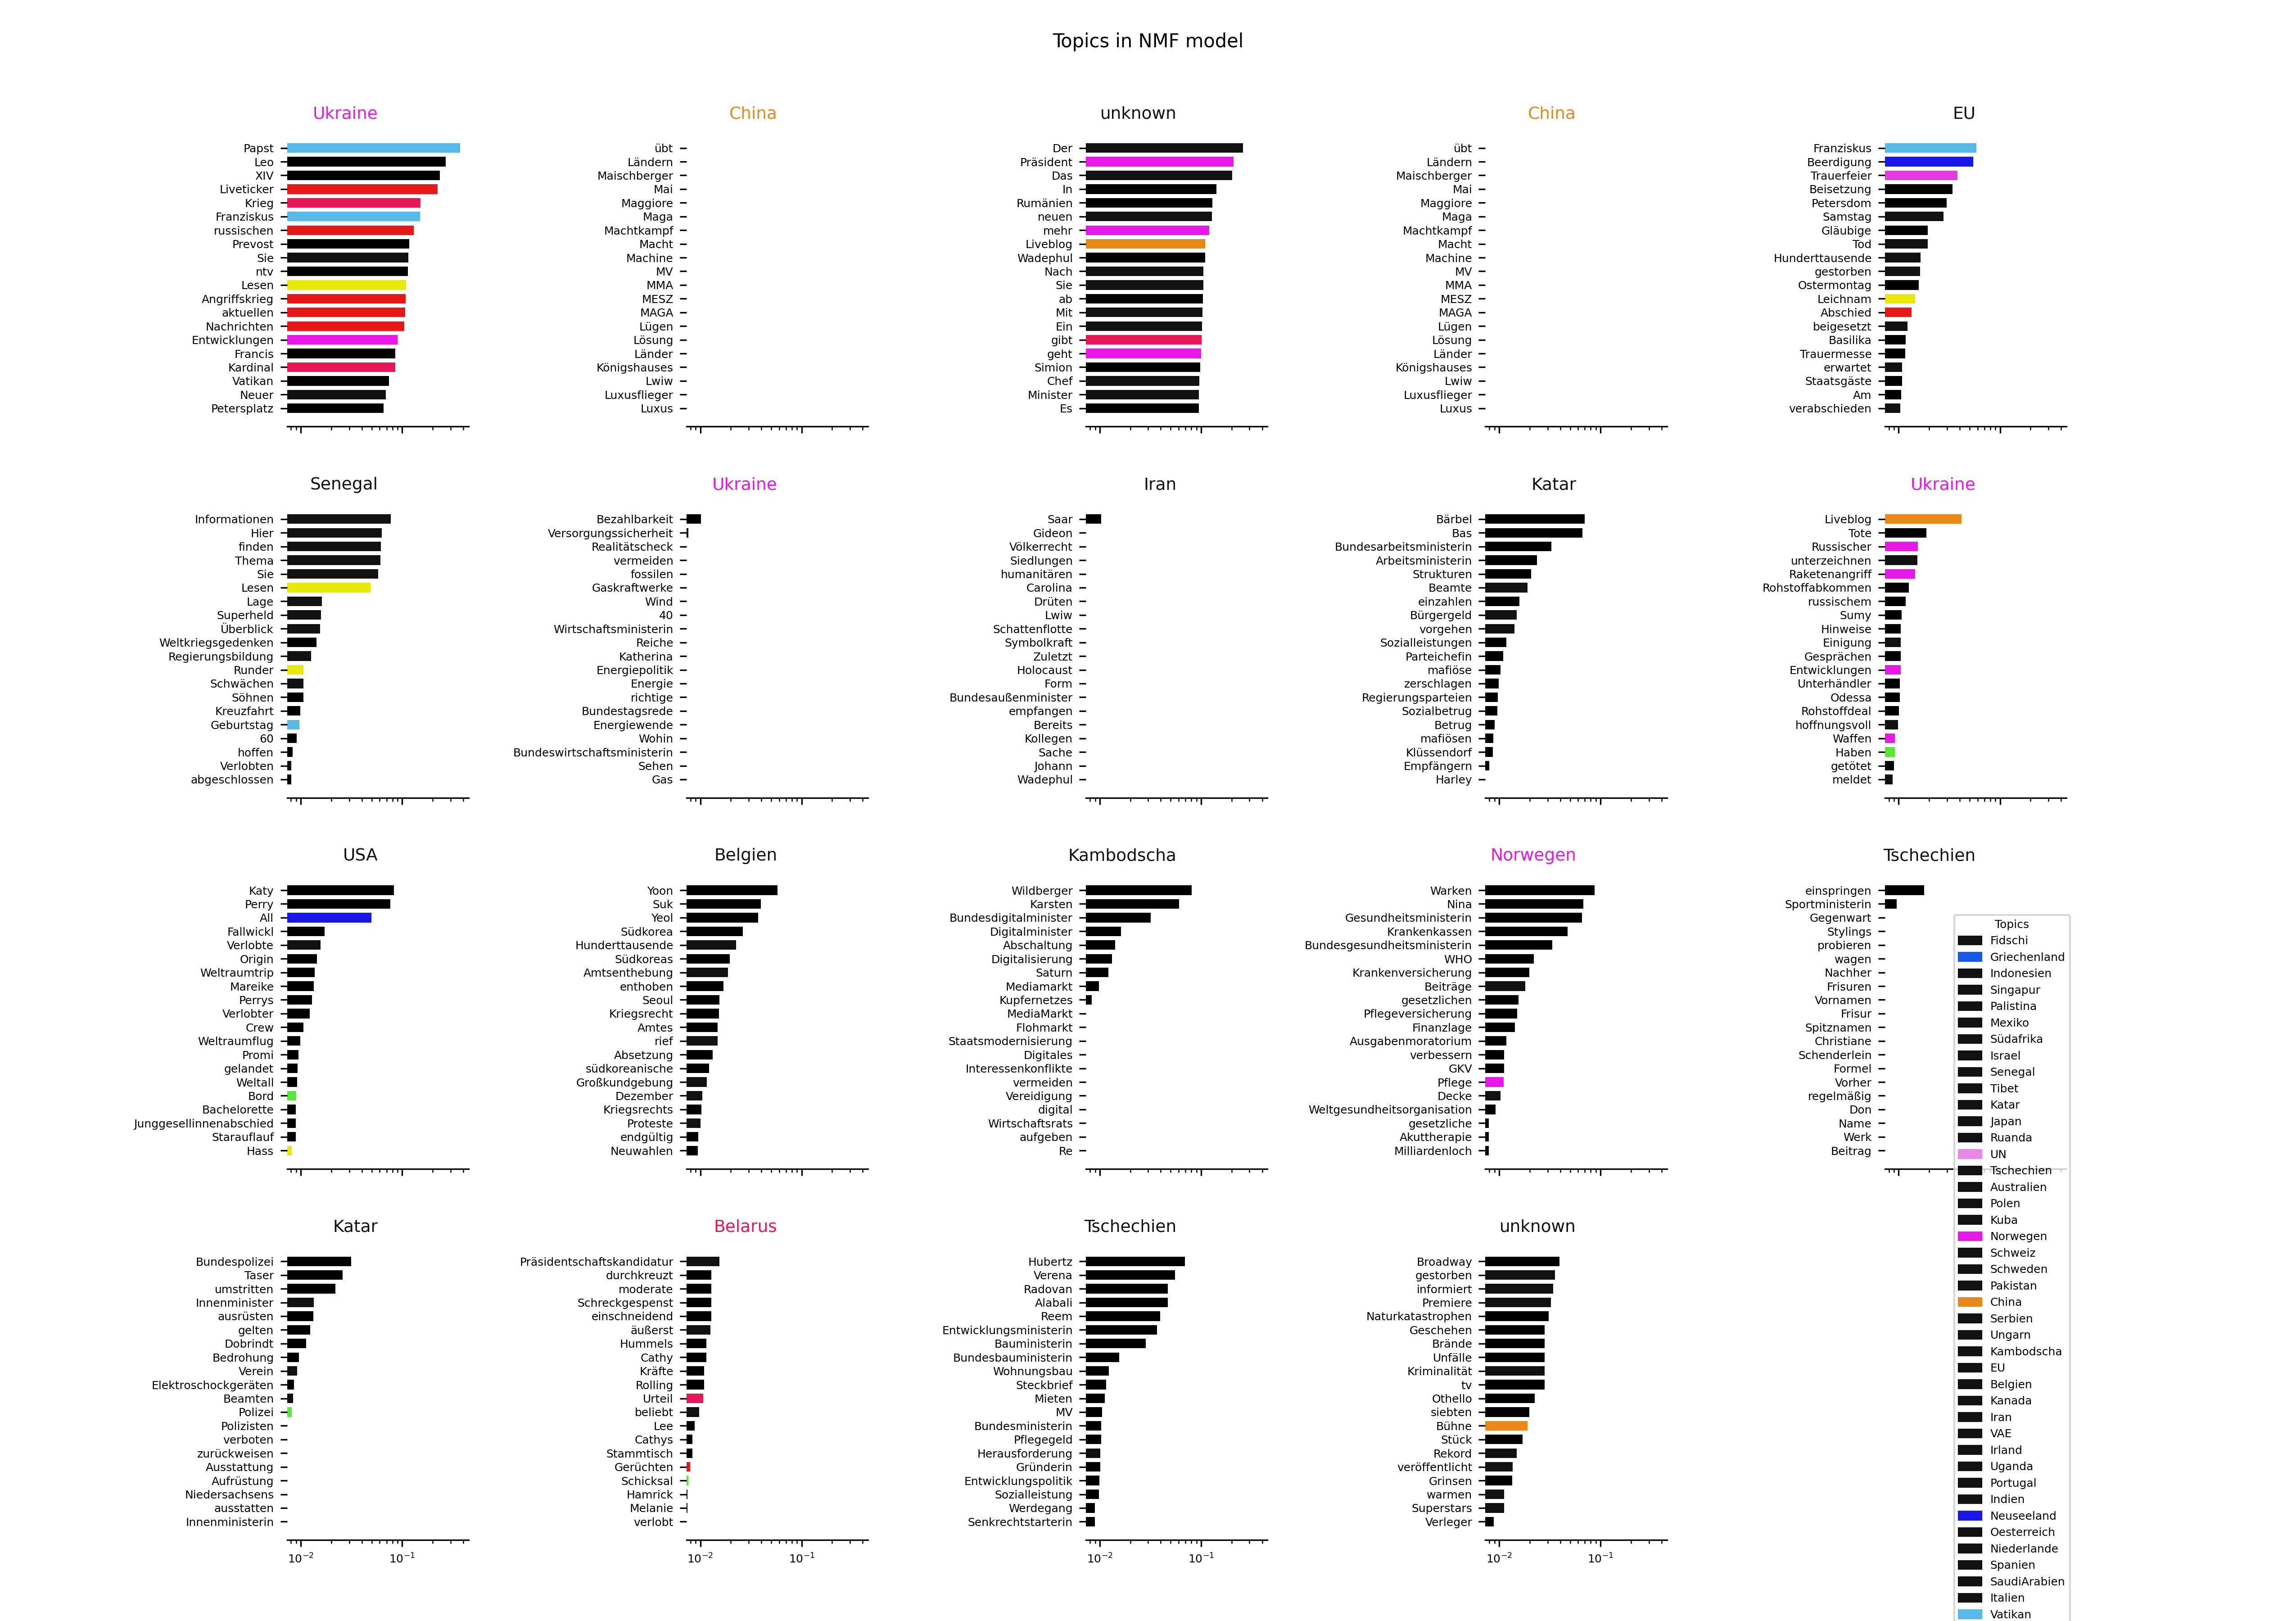 Topics in NMF model
Ukraine
Papst
Leo
XIV
Liveticker
Krieg
Franziskus
russischen
Prevost
Sie
ntv
Lesen
Angriffskrieg
aktuellen
Nachrichten
Entwicklungen
Francis
Kardinal
Vatikan
Neuer
Petersplatz
China
übt
Ländern
Maischberger
Mai
Maggiore
Maga
Machtkampf
Macht
Machine
MV
MMA
MESZ
MAGA
Lügen
Lösung
Länder
Königshauses
Lwiw
Luxusflieger
Luxus
unknown
Der
Präsident
Das
In
Rumänien
neuen
mehr
Liveblog
Wadephul
Nach
Sie
ab
Mit
Ein
gibt
geht
Simion
Chef
Minister
Es
China
übt
Ländern
Maischberger
Mai
Maggiore
Maga
Machtkampf
Macht
Machine
MV
MMA
MESZ
MAGA
Lügen
Lösung
Länder
Königshauses
Lwiw
Luxusflieger
Luxus
EU
Franziskus
Beerdigung
Trauerfeier
Beisetzung
Petersdom
Samstag
Gläubige
Tod
Hunderttausende
gestorben
Ostermontag
Leichnam
Abschied
beigesetzt
Basilika
Trauermesse
erwartet
Staatsgäste
Am
verabschieden
Senegal
Informationen
Hier
finden
Thema
Sie
Lesen
Lage
Superheld
Überblick
Weltkriegsgedenken
Regierungsbildung
Runder
Schwächen
Söhnen
Kreuzfahrt
Geburtstag
60
hoffen
Verlobten
abgeschlossen
Ukraine
Bezahlbarkeit
Versorgungssicherheit
Realitätscheck
vermeiden
fossilen
Gaskraftwerke
Wind
40
Wirtschaftsministerin
Reiche
Katherina
Energiepolitik
Energie
richtige
Bundestagsrede
Energiewende
Wohin
Bundeswirtschaftsministerin
Sehen
Gas
Iran
Saar
Gideon
Völkerrecht
Siedlungen
humanitären
Carolina
Drüten
Lwiw
Schattenflotte
Symbolkraft
Zuletzt
Holocaust
Form
Bundesaußenminister
empfangen
Bereits
Kollegen
Sache
Johann
Wadephul
Katar
Bärbel
Bas
Bundesarbeitsministerin
Arbeitsministerin
Strukturen
Beamte
einzahlen
Bürgergeld
vorgehen
Sozialleistungen
Parteichefin
mafiöse
zerschlagen
Regierungsparteien
Sozialbetrug
Betrug
mafiösen
Klüssendorf
Empfängern
Harley
Ukraine
Liveblog
Tote
Russischer
unterzeichnen
Raketenangriff
Rohstoffabkommen
russischem
Sumy
Hinweise
Einigung
Gesprächen
Entwicklungen
Unterhändler
Odessa
Rohstoffdeal
hoffnungsvoll
Waffen
Haben
getötet
meldet
USA
Katy
Perry
All
Fallwickl
Verlobte
Origin
Weltraumtrip
Mareike
Perrys
Verlobter
Crew
Weltraumflug
Promi
gelandet
Weltall
Bord
Bachelorette
Junggesellinnenabschied
Starauflauf
Hass
Belgien
Yoon
Suk
Yeol
Südkorea
Hunderttausende
Südkoreas
Amtsenthebung
enthoben
Seoul
Kriegsrecht
Amtes
rief
Absetzung
südkoreanische
Großkundgebung
Dezember
Kriegsrechts
Proteste
endgültig
Neuwahlen
Kambodscha
Wildberger
Karsten
Bundesdigitalminister
Digitalminister
Abschaltung
Digitalisierung
Saturn
Mediamarkt
Kupfernetzes
MediaMarkt
Flohmarkt
Staatsmodernisierung
Digitales
Interessenkonflikte
vermeiden
Vereidigung
digital
Wirtschaftsrats
aufgeben
Re
Norwegen
Warken
Nina
Gesundheitsministerin
Krankenkassen
Bundesgesundheitsministerin
WHO
Krankenversicherung
Beiträge
gesetzlichen
Pflegeversicherung
Finanzlage
Ausgabenmoratorium
verbessern
GKV
Pflege
Decke
Weltgesundheitsorganisation
gesetzliche
Akuttherapie
Milliardenloch
Tschechien
einspringen
Sportministerin
Gegenwart
Stylings
probieren
wagen
Nachher
Frisuren
Vornamen
Frisur
Spitznamen
Christiane
Schenderlein
Formel
Vorher
regelmäßig
Don
Name
Werk
Beitrag
Katar
Bundespolizei
Taser
umstritten
Innenminister
ausrüsten
gelten
Dobrindt
Bedrohung
Verein
Elektroschockgeräten
Beamten
Polizei
Polizisten
verboten
zurückweisen
Ausstattung
Aufrüstung
Niedersachsens
ausstatten
Innenministerin
10⁻² 10⁻¹
Belarus
Präsidentschaftskandidatur
durchkreuzt
moderate
Schreckgespenst
einschneidend
äußerst
Hummels
Cathy
Kräfte
Rolling
Urteil
beliebt
Lee
Cathys
Stammtisch
Gerüchten
Schicksal
Hamrick
Melanie
verlobt
10⁻² 10⁻¹
Tschechien
Hubertz
Verena
Radovan
Alabali
Reem
Entwicklungsministerin
Bauministerin
Bundesbauministerin
Wohnungsbau
Steckbrief
Mieten
MV
Bundesministerin
Pflegegeld
Herausforderung
Gründerin
Entwicklungspolitik
Sozialleistung
Werdegang
Senkrechtstarterin
10⁻² 10⁻¹
unknown
Broadway
gestorben
informiert
Premiere
Naturkatastrophen
Geschehen
Brände
Unfälle
Kriminalität
tv
Othello
siebten
Bühne
Stück
Rekord
veröffentlicht
Grinsen
warmen
Superstars
Verleger
10⁻² 10⁻¹
Topics
Fidschi
Griechenland
Indonesien
Singapur
Palistina
Mexiko
Südafrika
Israel
Senegal
Tibet
Katar
Japan
Ruanda
UN
Tschechien
Australien
Polen
Kuba
Norwegen
Schweiz
Schweden
Pakistan
China
Serbien
Ungarn
Kambodscha
EU
Belgien
Kanada
Iran
VAE
Irland
Uganda
Portugal
Indien
Neuseeland
Oesterreich
Niederlande
Spanien
SaudiArabien
Italien
Vatikan